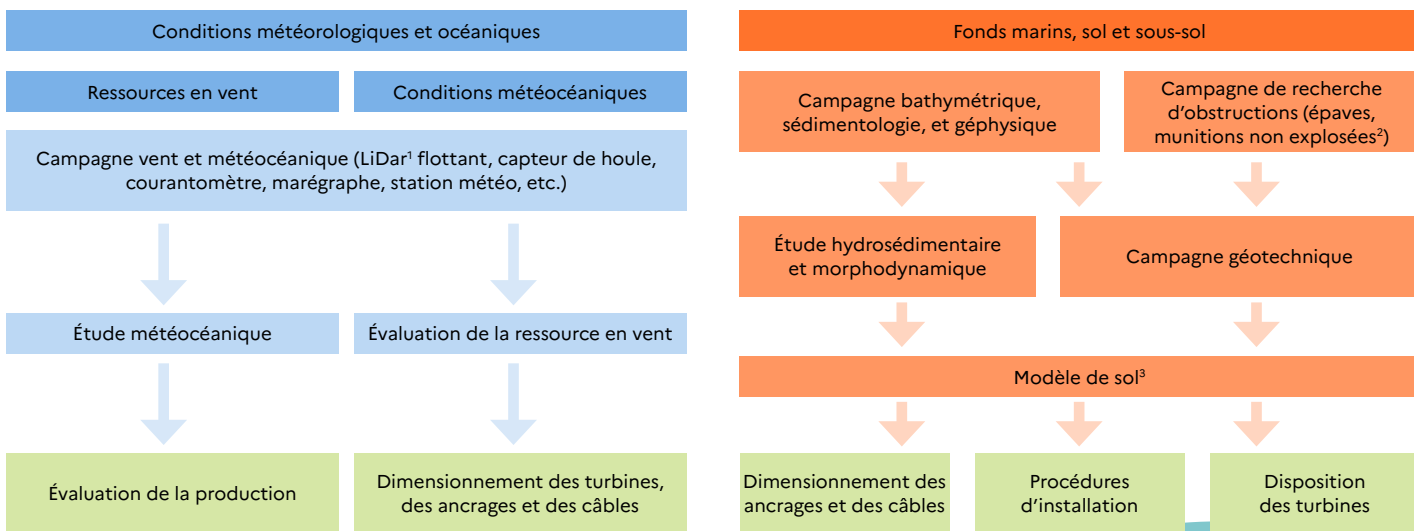 Conditions météorologiques et océaniques
Ressources en vent
Conditions météocéaniques
Campagne vent et météocéanique (LiDar¹ flottant, capteur de houle,
courantomètre, marégraphe, station météo, etc.)
Étude météocéanique
Évaluation de la ressource en vent
Évaluation de la production
Dimensionnement des turbines,
des ancrages et des câbles
Fonds marins, sol et sous-sol
Campagne bathymétrique,
sédimentologie, et géphysique
Campagne de recherche
d'obstructions (épaves,
munitions non explosées²)
Étude hydrosédimentaire
et morphodynamique
Campagne géotechnique
Modèle de sol³
Dimensionnement des
ancrages et des câbles
Procédures
d'installation
Disposition
des turbines